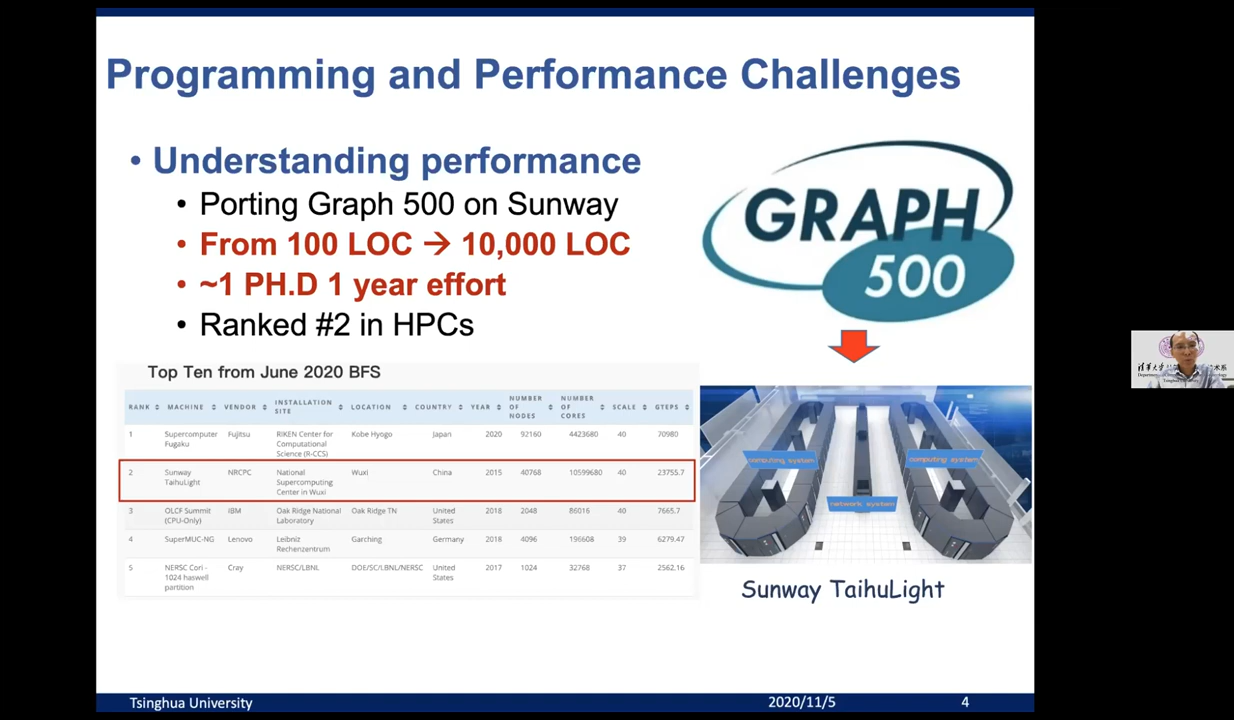 Programming and Performance Challenges
• Understanding performance
• Porting Graph 500 on Sunway
• From 100 LOC → 10,000 LOC
• ~1 PH.D 1 year effort
• Ranked #2 in HPCs
GRAPH
500
Top Ten from June 2020 BFS
RANK MACHINE VENDOR INSTALLATION SITE LOCATION COUNTRY YEAR NUMBER OF NODES NUMBER OF CORES SCALE GTEPS
1 Supercomputer Fugaku Fujitsu RIKEN Center for Computational Science (R-CCS) Kobe Hyogo Japan 2020 92160 4423680 40 70980
2 Sunway TaihuLight NRCPC National Supercomputing Center in Wuxi Wuxi China 2015 40768 10599680 40 23755.7
3 OLCF Summit (CPU-Only) IBM Oak Ridge National Laboratory Oak Ridge TN United States 2018 2048 86016 40 7665.7
4 SuperMUC-NG Lenovo Leibniz Rechenzentrum Garching Germany 2018 4096 196608 39 6279.47
5 NERSC Cori - 1024 haswell partition Cray NERSC/LBNL DOE/SC/LBNL/NERSC United States 2017 1024 32768 37 2562.16
computing system
computing system
network system
Sunway TaihuLight
Tsinghua University
2020/11/5
4